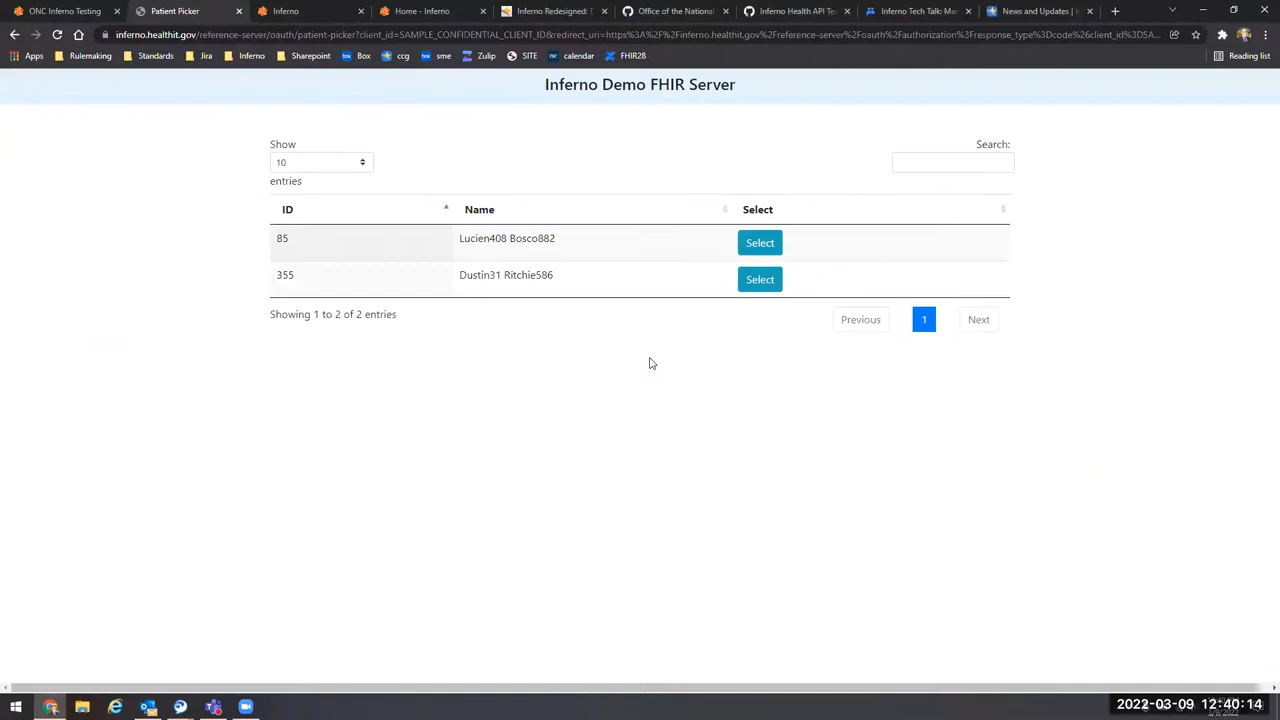 ONC Inferno Testing
Patient Picker
Inferno
Home - Inferno
Inferno Redesigned: E
Office of the National
Inferno Health API Te
Inferno Tech Talk: Ma
News and Updates | In
inferno.healthit.gov/reference-server/oauth/patient-picker?client_id=SAMPLE_CONFIDENTIAL_CLIENT_ID&redirect_uri=https%3A%2F%2Finferno.healthit.gov%2Freference-server%2Foauth%2Fauthorization%3Fresponse_type%3Dcode%26client_id%3DSA...
Apps
Rulemaking
Standards
Jira
Inferno
Sharepoint
box
Box
ccg
box
sme
Zulip
SITE
calendar
FHIR28
Reading list
Inferno Demo FHIR Server
Show
Search:
10
entries
ID Name Select
85 Lucien408 Bosco882 Select
355 Dustin31 Ritchie586 Select
Showing 1 to 2 of 2 entries
Previous 1 Next
2022-03-09 12:40:14